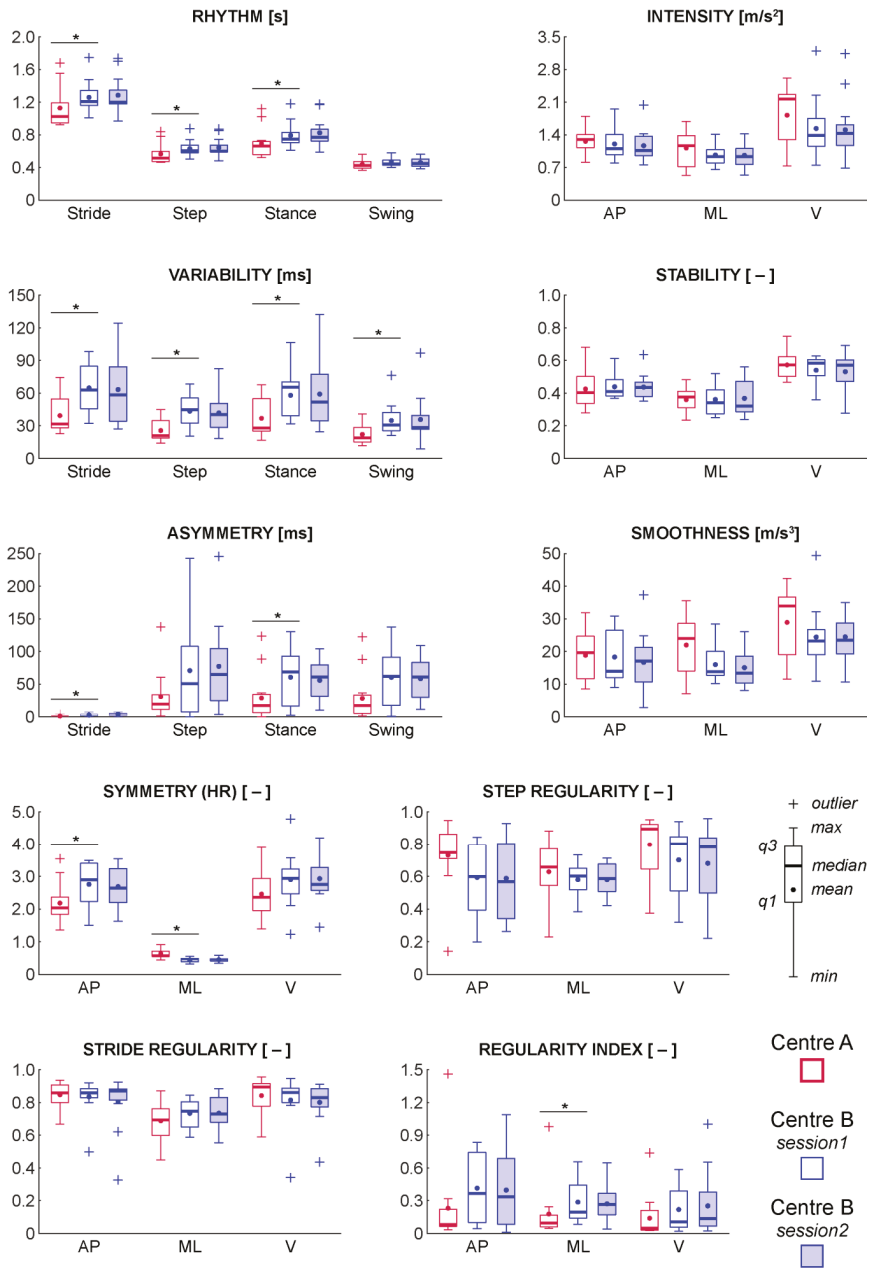 RHYTHM [s]
2.0
1.6
1.2
0.8
0.4
0
*
*
*
Stride Step Stance Swing
INTENSITY [m/s²]
3.5
2.8
2.1
1.4
0.7
0
AP ML V
VARIABILITY [ms]
150
120
90
60
30
0
*
*
*
*
Stride Step Stance Swing
STABILITY [ – ]
1.0
0.8
0.6
0.4
0.2
0
AP ML V
ASYMMETRY [ms]
250
200
150
100
50
0
*
*
Stride Step Stance Swing
SMOOTHNESS [m/s³]
50
40
30
20
10
0
AP ML V
SYMMETRY (HR) [ – ]
5.0
4.0
3.0
2.0
1.0
0
*
*
AP ML V
STEP REGULARITY [ – ]
1.0
0.8
0.6
0.4
0.2
0
AP ML V
outlier
max
q3
median
mean
q1
min
STRIDE REGULARITY [ – ]
1.0
0.8
0.6
0.4
0.2
0
AP ML V
REGULARITY INDEX [ – ]
1.5
1.2
0.9
0.6
0.3
0
*
AP ML V
Centre A
Centre B
session1
Centre B
session2